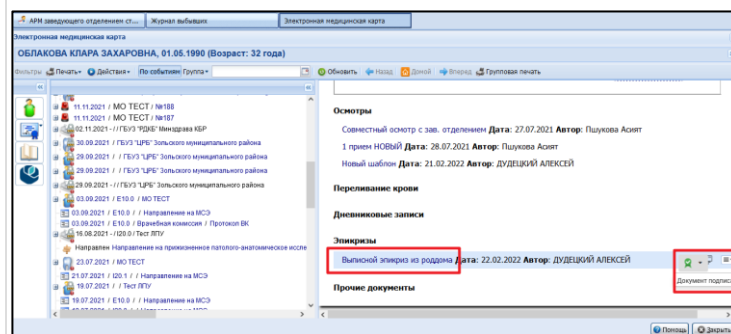 АРМ заведующего отделением ст...
Журнал выбывших
Электронная медицинская карта
Электронная медицинская карта
ОБЛАКОВА КЛАРА ЗАХАРОВНА, 01.05.1990 (Возраст: 32 года)
Фильтры Печать Действия По событиям Группа
Обновить Назад Домой Вперед Групповая печать
11.11.2021 / МО ТЕСТ / №188
11.11.2021 / МО ТЕСТ / №187
02.11.2021 - / ГБУЗ "РДКБ" Минздрава КБР
30.09.2021 / / ГБУЗ "ЦРБ" Зольского муниципального района
29.09.2021 / / ГБУЗ "ЦРБ" Зольского муниципального района
29.09.2021 / / ГБУЗ "ЦРБ" Зольского муниципального района
29.09.2021 - / / ГБУЗ "ЦРБ" Зольского муниципального района
03.09.2021 / E10.0 / МО ТЕСТ
03.09.2021 / E10.0 / / Направление на МСЭ
03.09.2021 / E10.0 / Врачебная комиссия / Протокол ВК
16.08.2021 - / I20.0 / Тест ЛПУ
Направлен Направление на прижизненное патолого-анатомическое иссле
23.07.2021 / МО ТЕСТ
21.07.2021 / I20.1 / / Направление на МСЭ
19.07.2021 / / Тест ЛПУ
19.07.2021 / E10.0 / / Направление на МСЭ
Осмотры
Совместный осмотр с зав. отделением Дата: 27.07.2021 Автор: Пшукова Асият
1 прием НОВЫЙ Дата: 28.07.2021 Автор: Пшукова Асият
Новый шаблон Дата: 21.02.2022 Автор: ДУДЕЦКИЙ АЛЕКСЕЙ
Переливание крови
Дневниковые записи
Эпикризы
Выписной эпикриз из роддома Дата: 22.02.2022 Автор: ДУДЕЦКИЙ АЛЕКСЕЙ
Документ подпис
Прочие документы
Помощь Закрыть